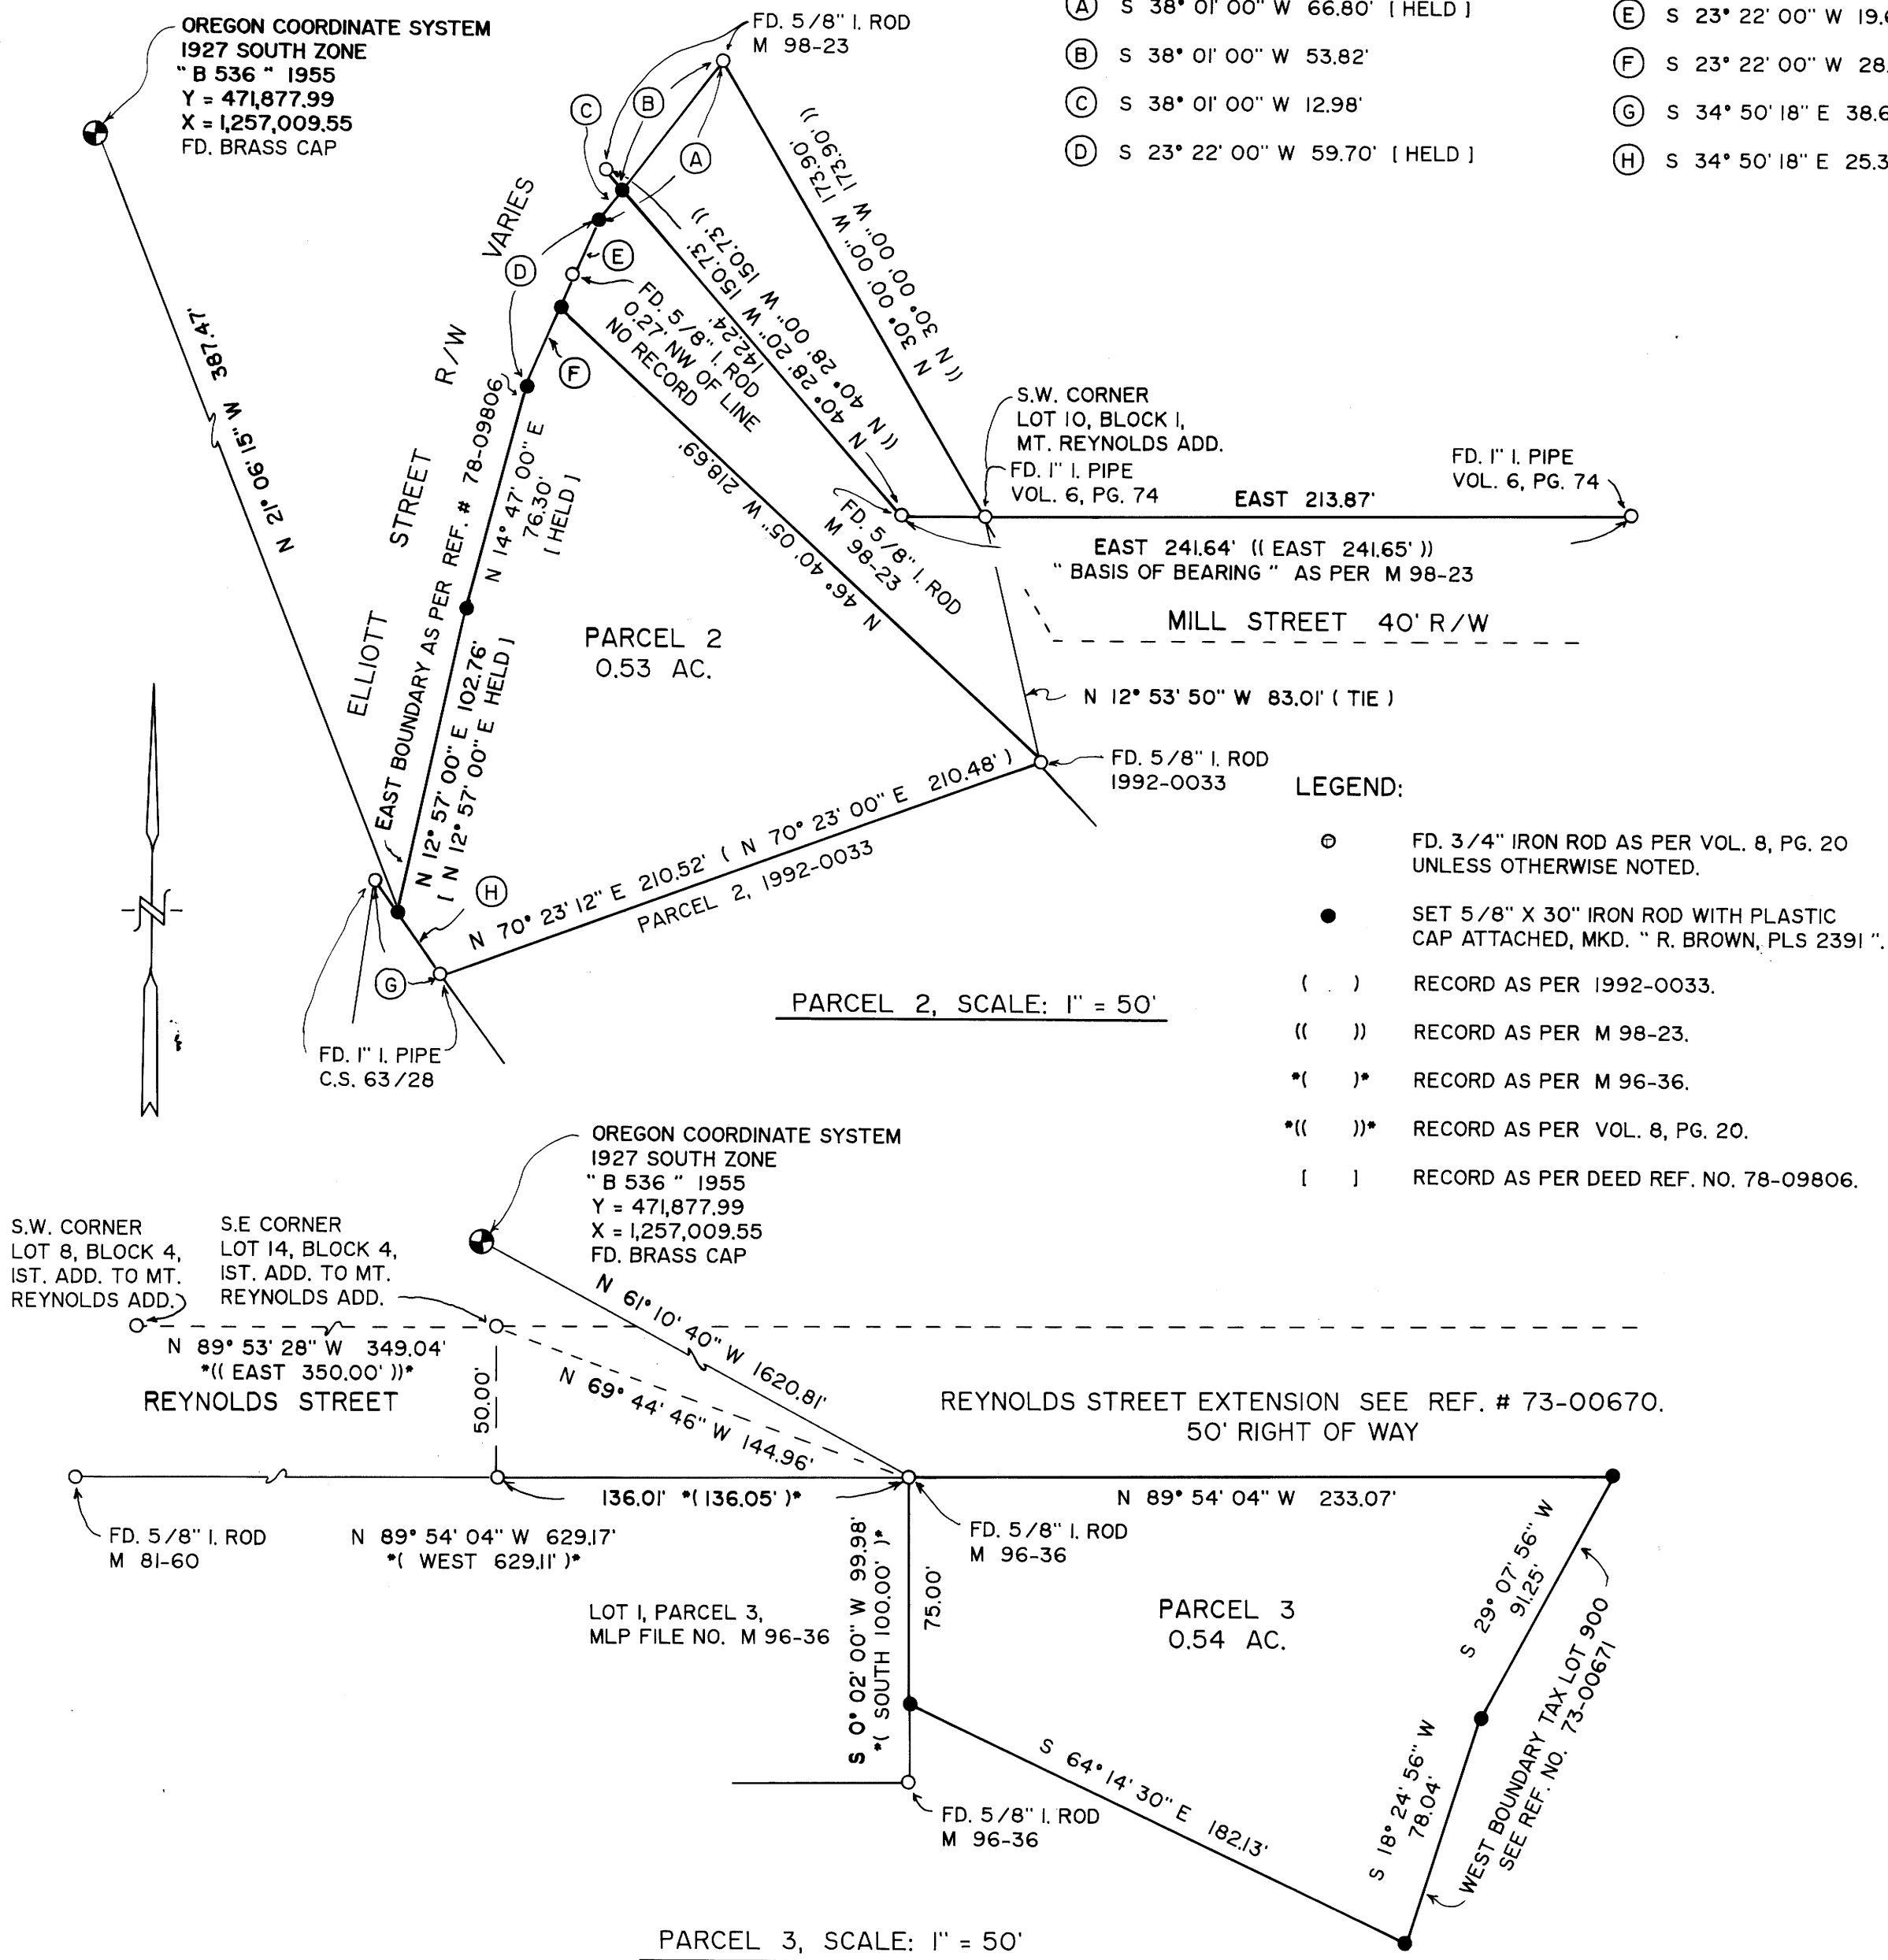 OREGON COORDINATE SYSTEM
1927 SOUTH ZONE
" B 536 " 1955
Y = 471,877.99
X = 1,257,009.55
FD. BRASS CAP
FD. 5/8" I. ROD
M 98-23
A S 38° 01' 00" W 66.80' [ HELD ]
B S 38° 01' 00" W 53.82'
C S 38° 01' 00" W 12.98'
D S 23° 22' 00" W 59.70' [ HELD ]
E S 23° 22' 00" W 19.6
F S 23° 22' 00" W 28.
G S 34° 50' 18" E 38.6
H S 34° 50' 18" E 25.3
C
B
A
D
E
F
N 21° 06' 15" W 387.47'
ELLIOTT STREET R/W VARIES
EAST BOUNDARY AS PER REF. # 78-09806
N 14° 47' 00" E
76.30'
[ HELD ]
N 12° 57' 00" E 102.76'
[ N 12° 57' 00" E HELD ]
FD. 5/8" I. ROD
0.27' NW OF LINE
NO RECORD
142.24'
N 40° 28' 20" W 150.73'
(( N 40° 28' 00" W 150.73' ))
N 30° 00' 00" W 173.90'
(( N 30° 00' 00" W 173.90' ))
N 46° 40' 05" W 218.69'
FD. 5/8" I. ROD
M 98-23
S.W. CORNER
LOT 10, BLOCK 1,
MT. REYNOLDS ADD.
FD. 1" I. PIPE
VOL. 6, PG. 74
FD. 1" I. PIPE
VOL. 6, PG. 74
EAST 213.87'
EAST 241.64' (( EAST 241.65' ))
" BASIS OF BEARING " AS PER M 98-23
MILL STREET 40' R/W
PARCEL 2
0.53 AC.
N 12° 53' 50" W 83.01' ( TIE )
FD. 5/8" I. ROD
1992-0033
N 70° 23' 12" E 210.52' ( N 70° 23' 00" E 210.48' )
PARCEL 2, 1992-0033
H
G
FD. 1" I. PIPE
C.S. 63/28
N
PARCEL 2, SCALE: 1" = 50'
LEGEND:
FD. 3/4" IRON ROD AS PER VOL. 8, PG. 20
UNLESS OTHERWISE NOTED.
SET 5/8" X 30" IRON ROD WITH PLASTIC
CAP ATTACHED, MKD. " R. BROWN, PLS 2391 ".
( ) RECORD AS PER 1992-0033.
(( )) RECORD AS PER M 98-23.
*( )* RECORD AS PER M 96-36.
*(( ))* RECORD AS PER VOL. 8, PG. 20.
[ ] RECORD AS PER DEED REF. NO. 78-09806.
OREGON COORDINATE SYSTEM
1927 SOUTH ZONE
" B 536 " 1955
Y = 471,877.99
X = 1,257,009.55
FD. BRASS CAP
S.W. CORNER
LOT 8, BLOCK 4,
IST. ADD. TO MT.
REYNOLDS ADD.
S.E CORNER
LOT 14, BLOCK 4,
IST. ADD. TO MT.
REYNOLDS ADD.
N 61° 10' 40" W 1620.81'
N 89° 53' 28" W 349.04'
*(( EAST 350.00' ))*
REYNOLDS STREET
50.00'
N 69° 44' 46" W 144.96'
REYNOLDS STREET EXTENSION SEE REF. # 73-00670.
50' RIGHT OF WAY
136.01' *( 136.05' )*
N 89° 54' 04" W 233.07'
FD. 5/8" I. ROD
M 81-60
N 89° 54' 04" W 629.17'
*( WEST 629.11' )*
FD. 5/8" I. ROD
M 96-36
LOT 1, PARCEL 3,
MLP FILE NO. M 96-36
S 0° 02' 00" W 99.98'
*( SOUTH 100.00' )*
75.00'
PARCEL 3
0.54 AC.
S 29° 07' 56" W
91.25'
WEST BOUNDARY TAX LOT 900
SEE REF. NO. 73-00671
S 18° 24' 56" W
78.04'
S 64° 14' 30" E 182.13'
FD. 5/8" I. ROD
M 96-36
PARCEL 3, SCALE: 1" = 50'